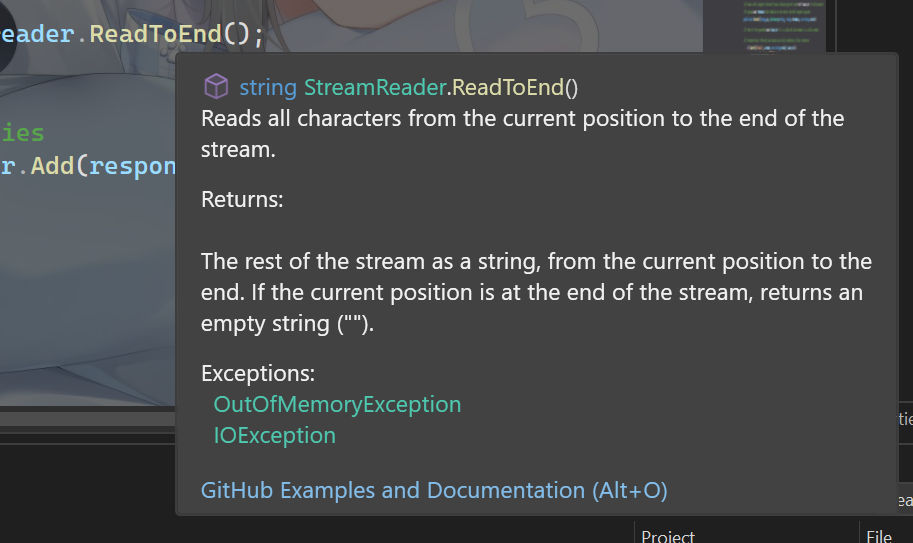 eader.ReadToEnd();
string StreamReader.ReadToEnd()
Reads all characters from the current position to the end of the
stream.
ies
r.Add(respon
Returns:
The rest of the stream as a string, from the current position to the
end. If the current position is at the end of the stream, returns an
empty string ("").
Exceptions:
OutOfMemoryException
IOException
tie
GitHub Examples and Documentation (Alt+O)
ea
Project
File